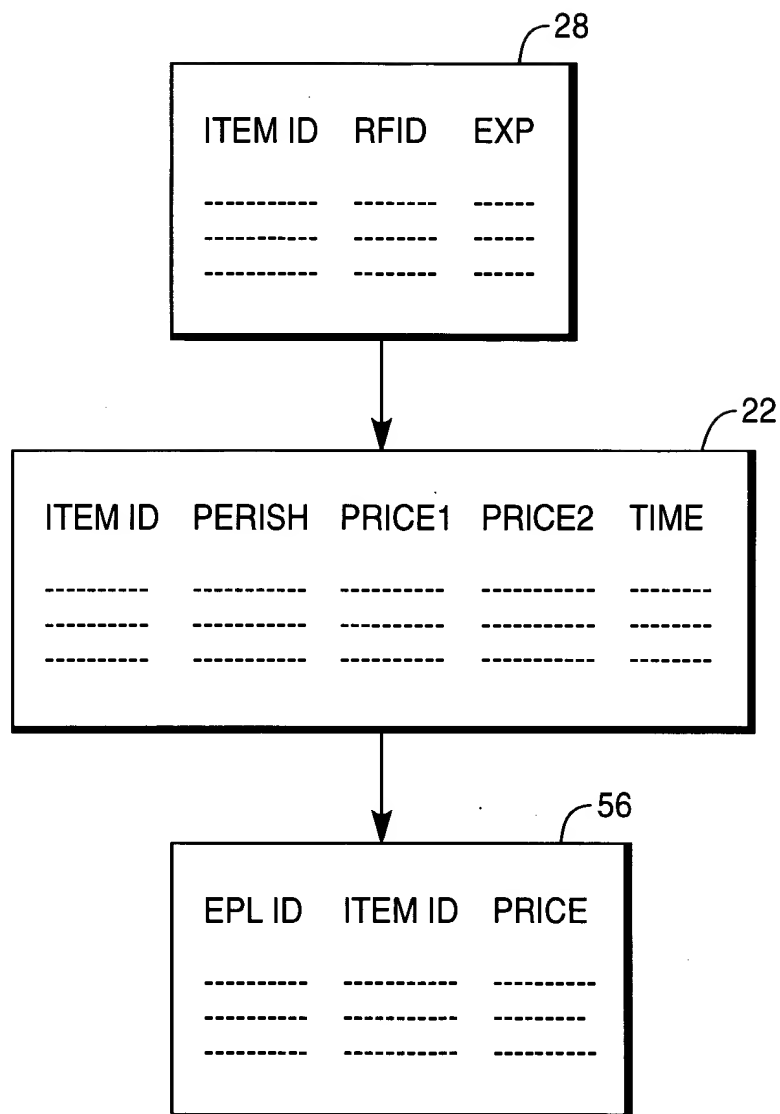 28
ITEM ID RFID EXP
22
ITEM ID PERISH PRICE1 PRICE2 TIME
56
EPL ID ITEM ID PRICE